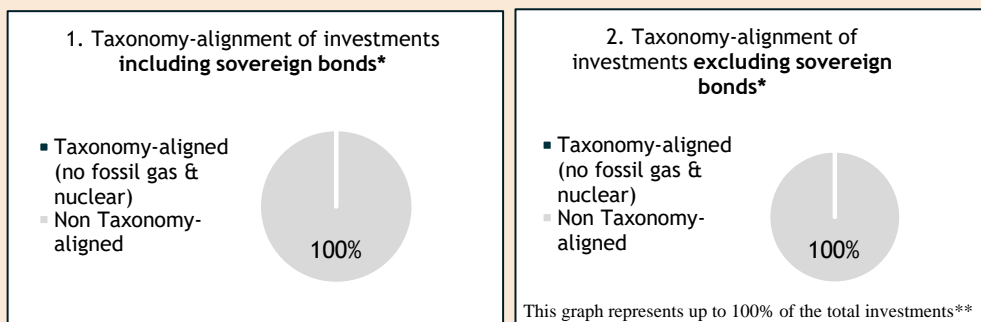 1. Taxonomy-alignment of investments
including sovereign bonds*
Taxonomy-aligned
(no fossil gas &
nuclear)
Non Taxonomy-
aligned
100%
2. Taxonomy-alignment of
investments excluding sovereign
bonds*
Taxonomy-aligned
(no fossil gas &
nuclear)
Non Taxonomy-
aligned
100%
This graph represents up to 100% of the total investments**